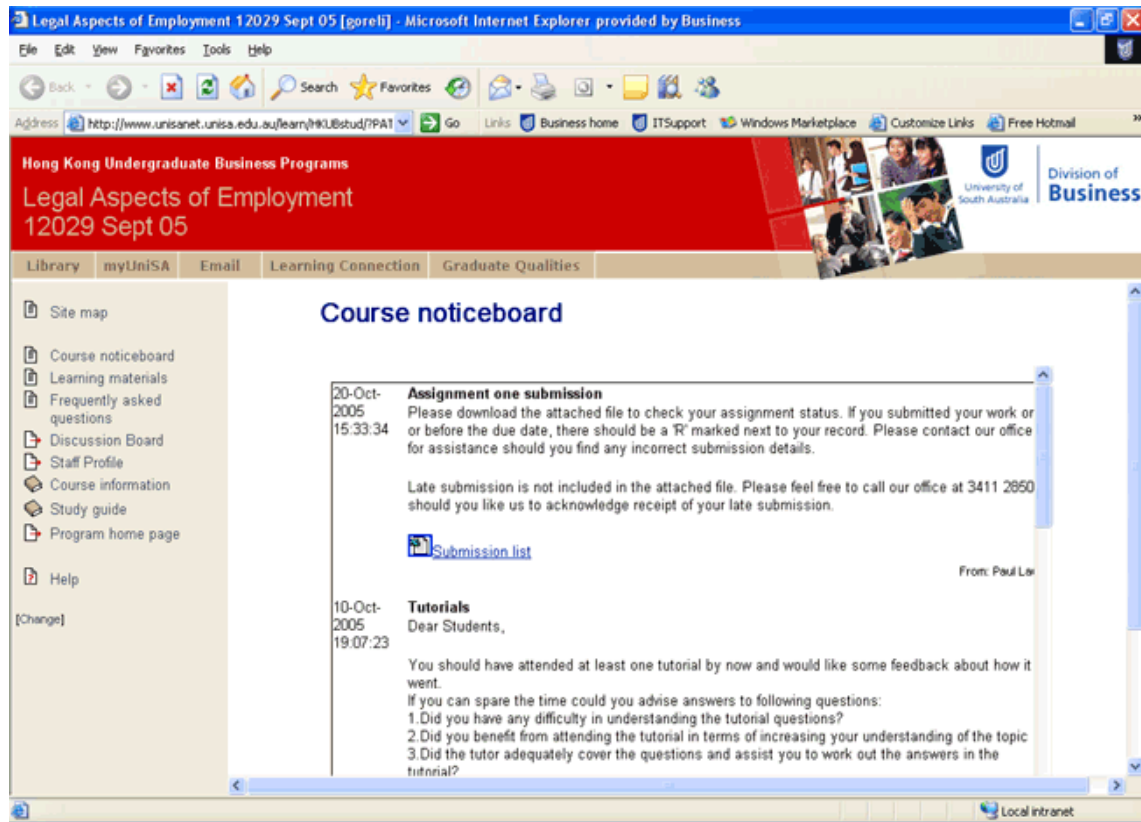 Legal Aspects of Employment 12029 Sept 05 [goreli] - Microsoft Internet Explorer provided by Business
File Edit View Favorites Tools Help
Back Search Favorites
Address http://www.unisanet.unisa.edu.au/learn/HKUBstud/?PAT Go Links Business home ITSupport Windows Marketplace Customize Links Free Hotmail »
Hong Kong Undergraduate Business Programs
Legal Aspects of Employment
12029 Sept 05
University of
South Australia
Division of
Business
Library myUniSA Email Learning Connection Graduate Qualities
Site map
Course noticeboard
Learning materials
Frequently asked
questions
Discussion Board
Staff Profile
Course information
Study guide
Program home page
Help
[Change]
Course noticeboard
20-Oct-
2005
15:33:34
Assignment one submission
Please download the attached file to check your assignment status. If you submitted your work or
or before the due date, there should be a 'R' marked next to your record. Please contact our office
for assistance should you find any incorrect submission details.
Late submission is not included in the attached file. Please feel free to call our office at 3411 2850
should you like us to acknowledge receipt of your late submission.
Submission list
From: Paul La
10-Oct-
2005
19:07:23
Tutorials
Dear Students,
You should have attended at least one tutorial by now and would like some feedback about how it
went.
If you can spare the time could you advise answers to following questions:
1.Did you have any difficulty in understanding the tutorial questions?
2.Did you benefit from attending the tutorial in terms of increasing your understanding of the topic
3.Did the tutor adequately cover the questions and assist you to work out the answers in the
tutorial?
Local intranet